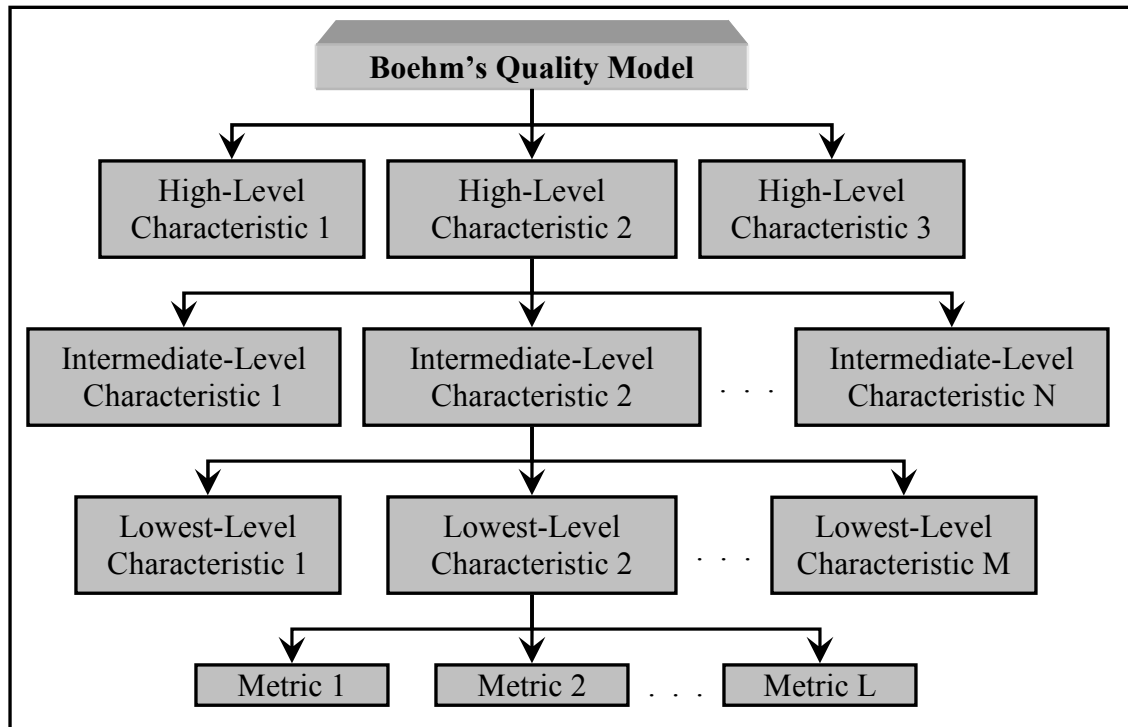 Boehm’s Quality Model
High-Level
Characteristic 1
High-Level
Characteristic 2
High-Level
Characteristic 3
Intermediate-Level
Characteristic 1
Intermediate-Level
Characteristic 2
. . .
Intermediate-Level
Characteristic N
Lowest-Level
Characteristic 1
Lowest-Level
Characteristic 2
. . .
Lowest-Level
Characteristic M
Metric 1
Metric 2
. . .
Metric L